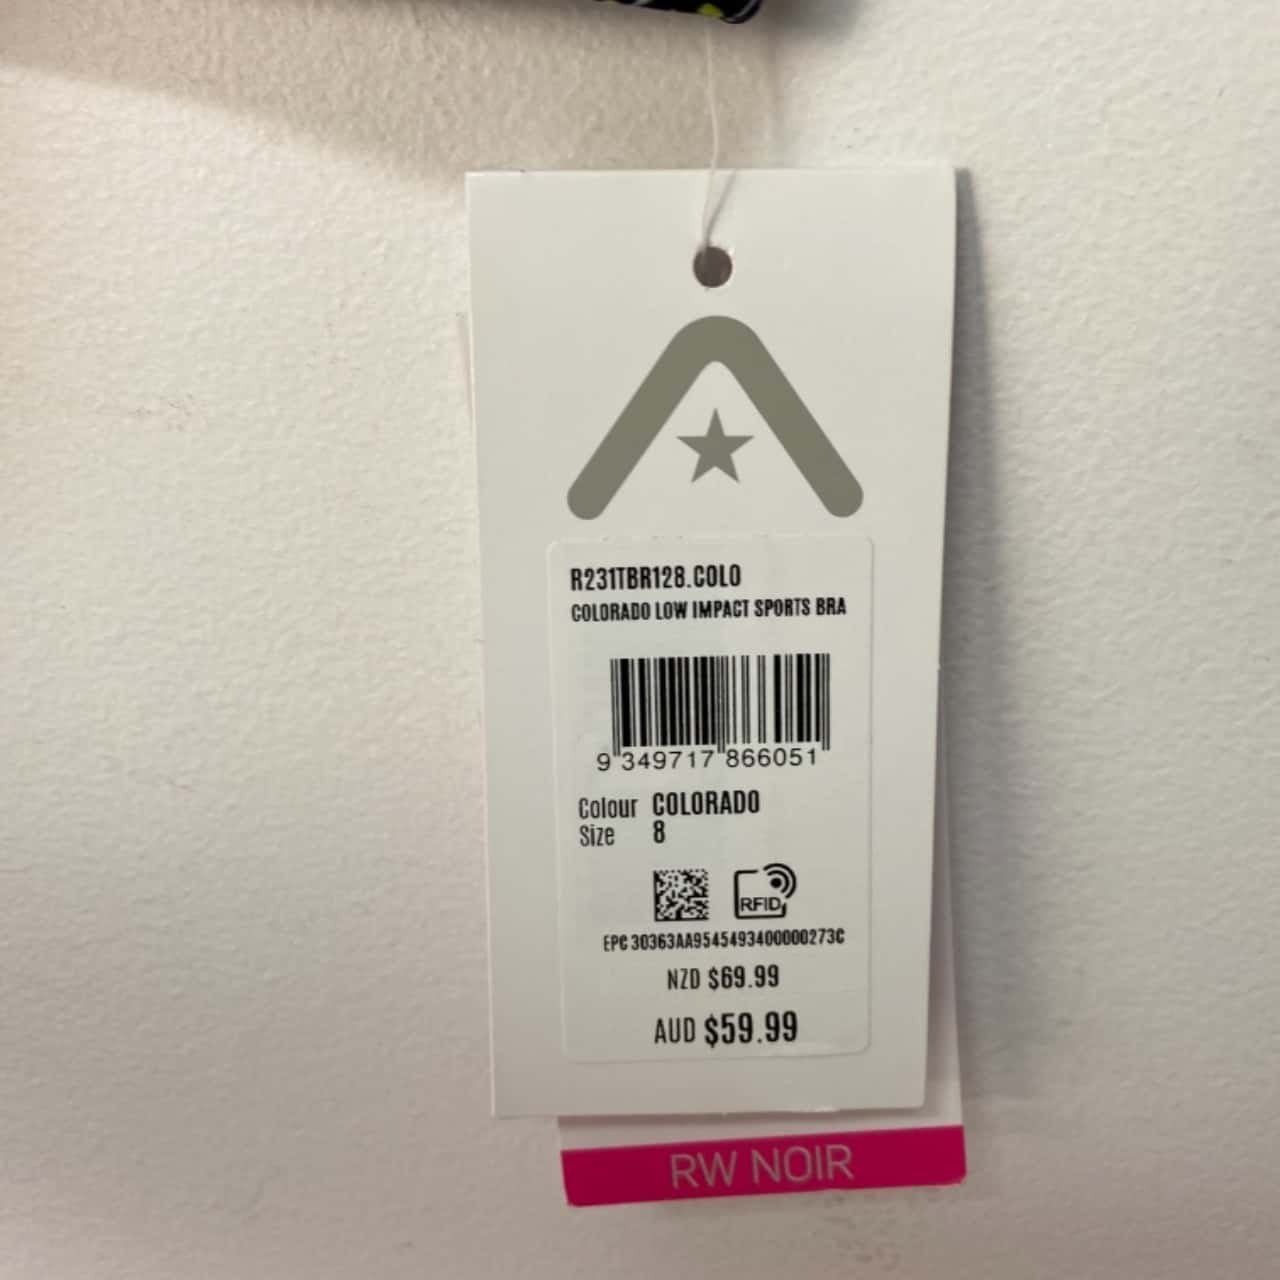 R231TBR128.COLO
COLORADO LOW IMPACT SPORTS BRA
9 349717 866051
Colour COLORADO
Size 8
RFID
EPC 30363AA9545493400000273C
NZD $69.99
AUD $59.99
RW NOIR